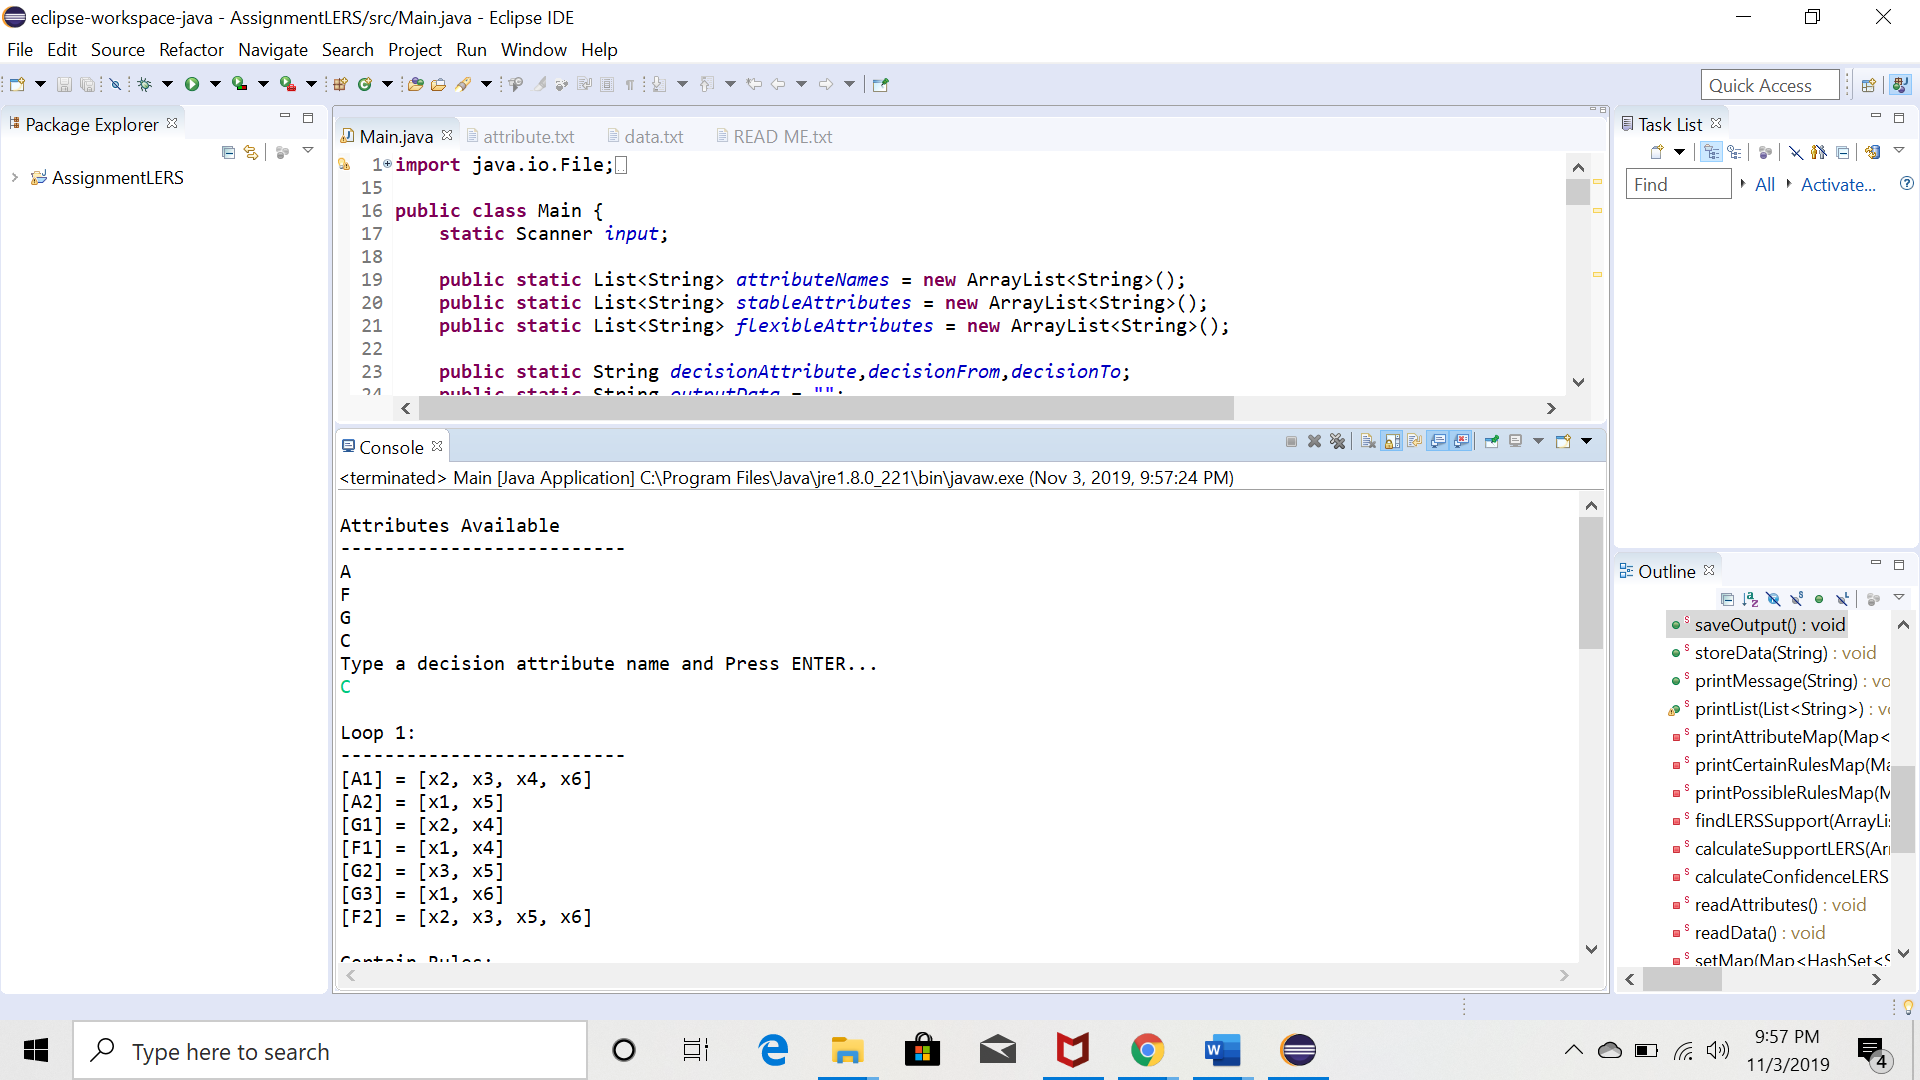 eclipse-workspace-java - AssignmentLERS/src/Main.java - Eclipse IDE
File Edit Source Refactor Navigate Search Project Run Window Help
Quick Access
Package Explorer
AssignmentLERS
Main.java attribute.txt data.txt READ ME.txt
1 import java.io.File;
15
16 public class Main {
17 static Scanner input;
18
19 public static List<String> attributeNames = new ArrayList<String>();
20 public static List<String> stableAttributes = new ArrayList<String>();
21 public static List<String> flexibleAttributes = new ArrayList<String>();
22
23 public static String decisionAttribute,decisionFrom,decisionTo;
24 public static String outputData = "";
Console
<terminated> Main [Java Application] C:\Program Files\Java\jre1.8.0_221\bin\javaw.exe (Nov 3, 2019, 9:57:24 PM)
Attributes Available
--------------------------
A
F
G
C
Type a decision attribute name and Press ENTER...
C
Loop 1:
--------------------------
[A1] = [x2, x3, x4, x6]
[A2] = [x1, x5]
[G1] = [x2, x4]
[F1] = [x1, x4]
[G2] = [x3, x5]
[G3] = [x1, x6]
[F2] = [x2, x3, x5, x6]
Certain Rules:
Task List
Find All Activate...
Outline
saveOutput() : void
storeData(String) : void
printMessage(String) : vo
printList(List<String>) : v
printAttributeMap(Map<
printCertainRulesMap(Ma
printPossibleRulesMap(M
findLERSSupport(ArrayLi
calculateSupportLERS(Ar
calculateConfidenceLERS
readAttributes() : void
readData() : void
setMap(Map<HashSet<S
Type here to search
9:57 PM
11/3/2019
4